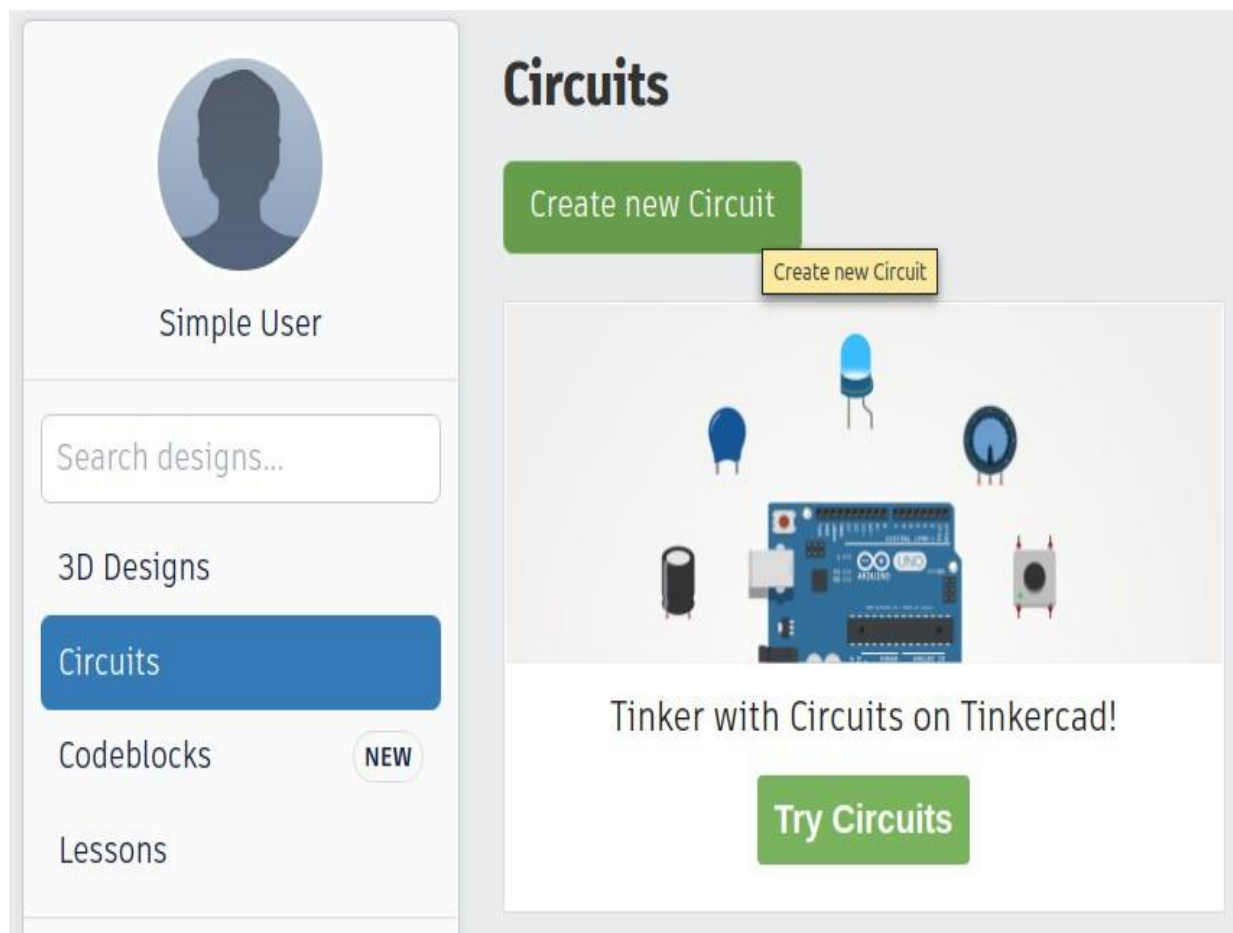 Simple User
Search designs...
3D Designs
Circuits
Codeblocks
NEW
Lessons
Circuits
Create new Circuit
Create new Circuit
UNO
ARDUINO
Tinker with Circuits on Tinkercad!
Try Circuits